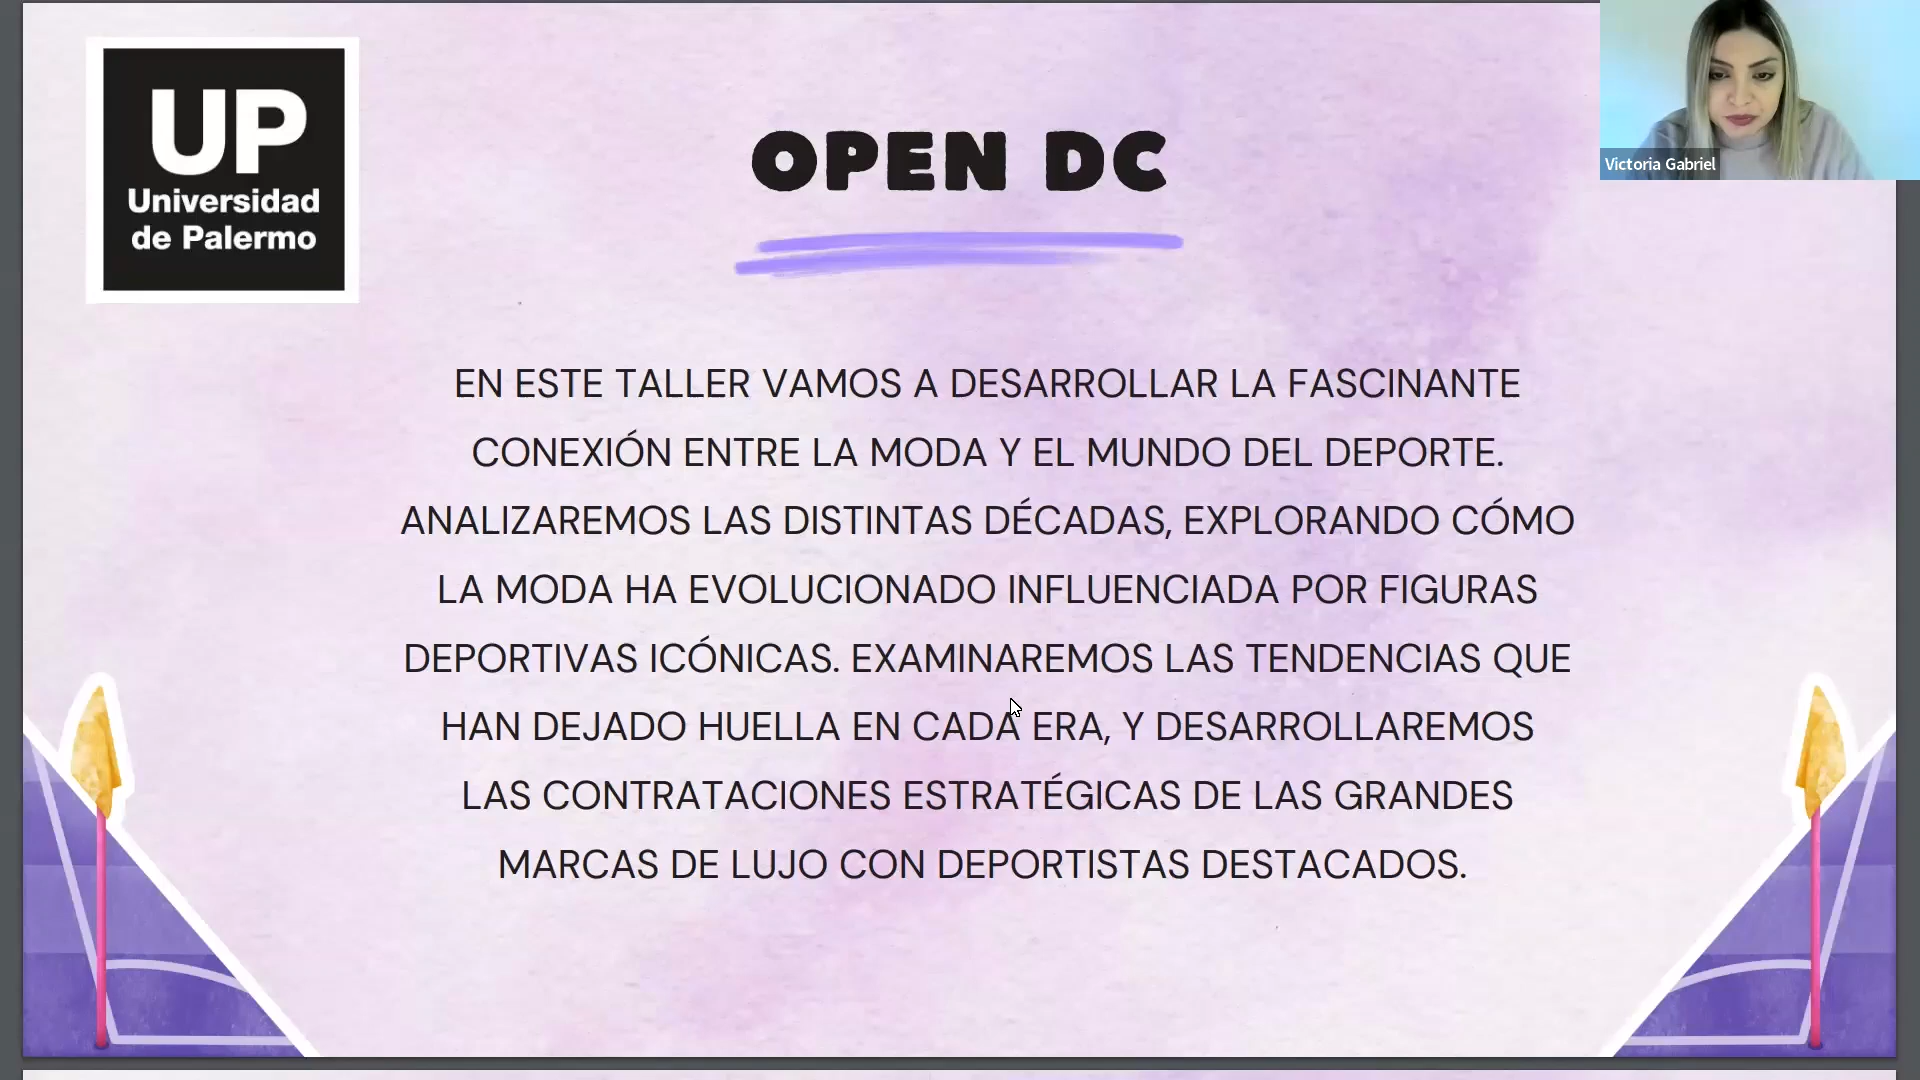 UP
Universidad
de Palermo
OPEN DC
Victoria Gabriel
EN ESTE TALLER VAMOS A DESARROLLAR LA FASCINANTE
CONEXIÓN ENTRE LA MODA Y EL MUNDO DEL DEPORTE.
ANALIZAREMOS LAS DISTINTAS DÉCADAS, EXPLORANDO CÓMO
LA MODA HA EVOLUCIONADO INFLUENCIADA POR FIGURAS
DEPORTIVAS ICÓNICAS. EXAMINAREMOS LAS TENDENCIAS QUE
HAN DEJADO HUELLA EN CADA ERA, Y DESARROLLAREMOS
LAS CONTRATACIONES ESTRATÉGICAS DE LAS GRANDES
MARCAS DE LUJO CON DEPORTISTAS DESTACADOS.